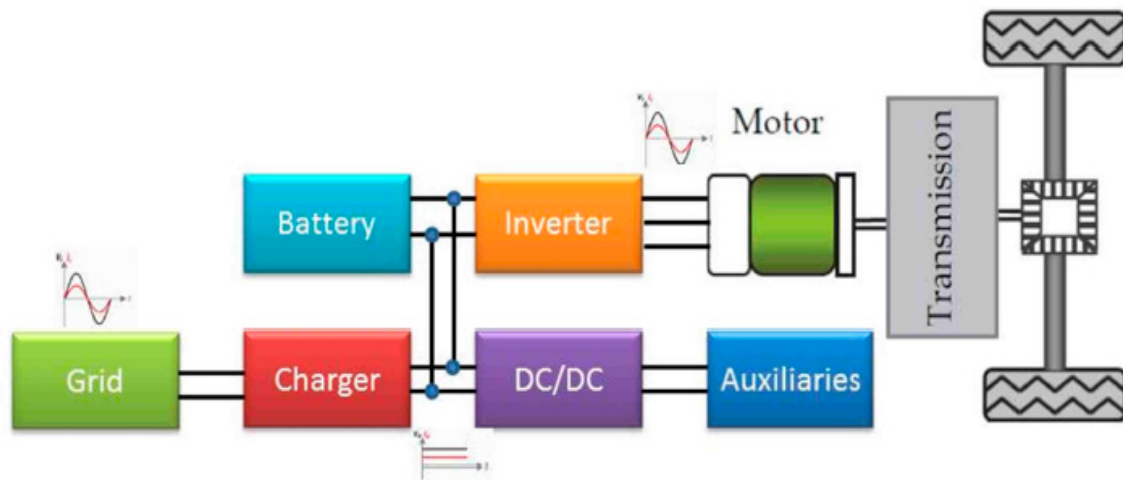 Motor
Battery
Inverter
Transmission
Grid
Charger
DC/DC
Auxiliaries